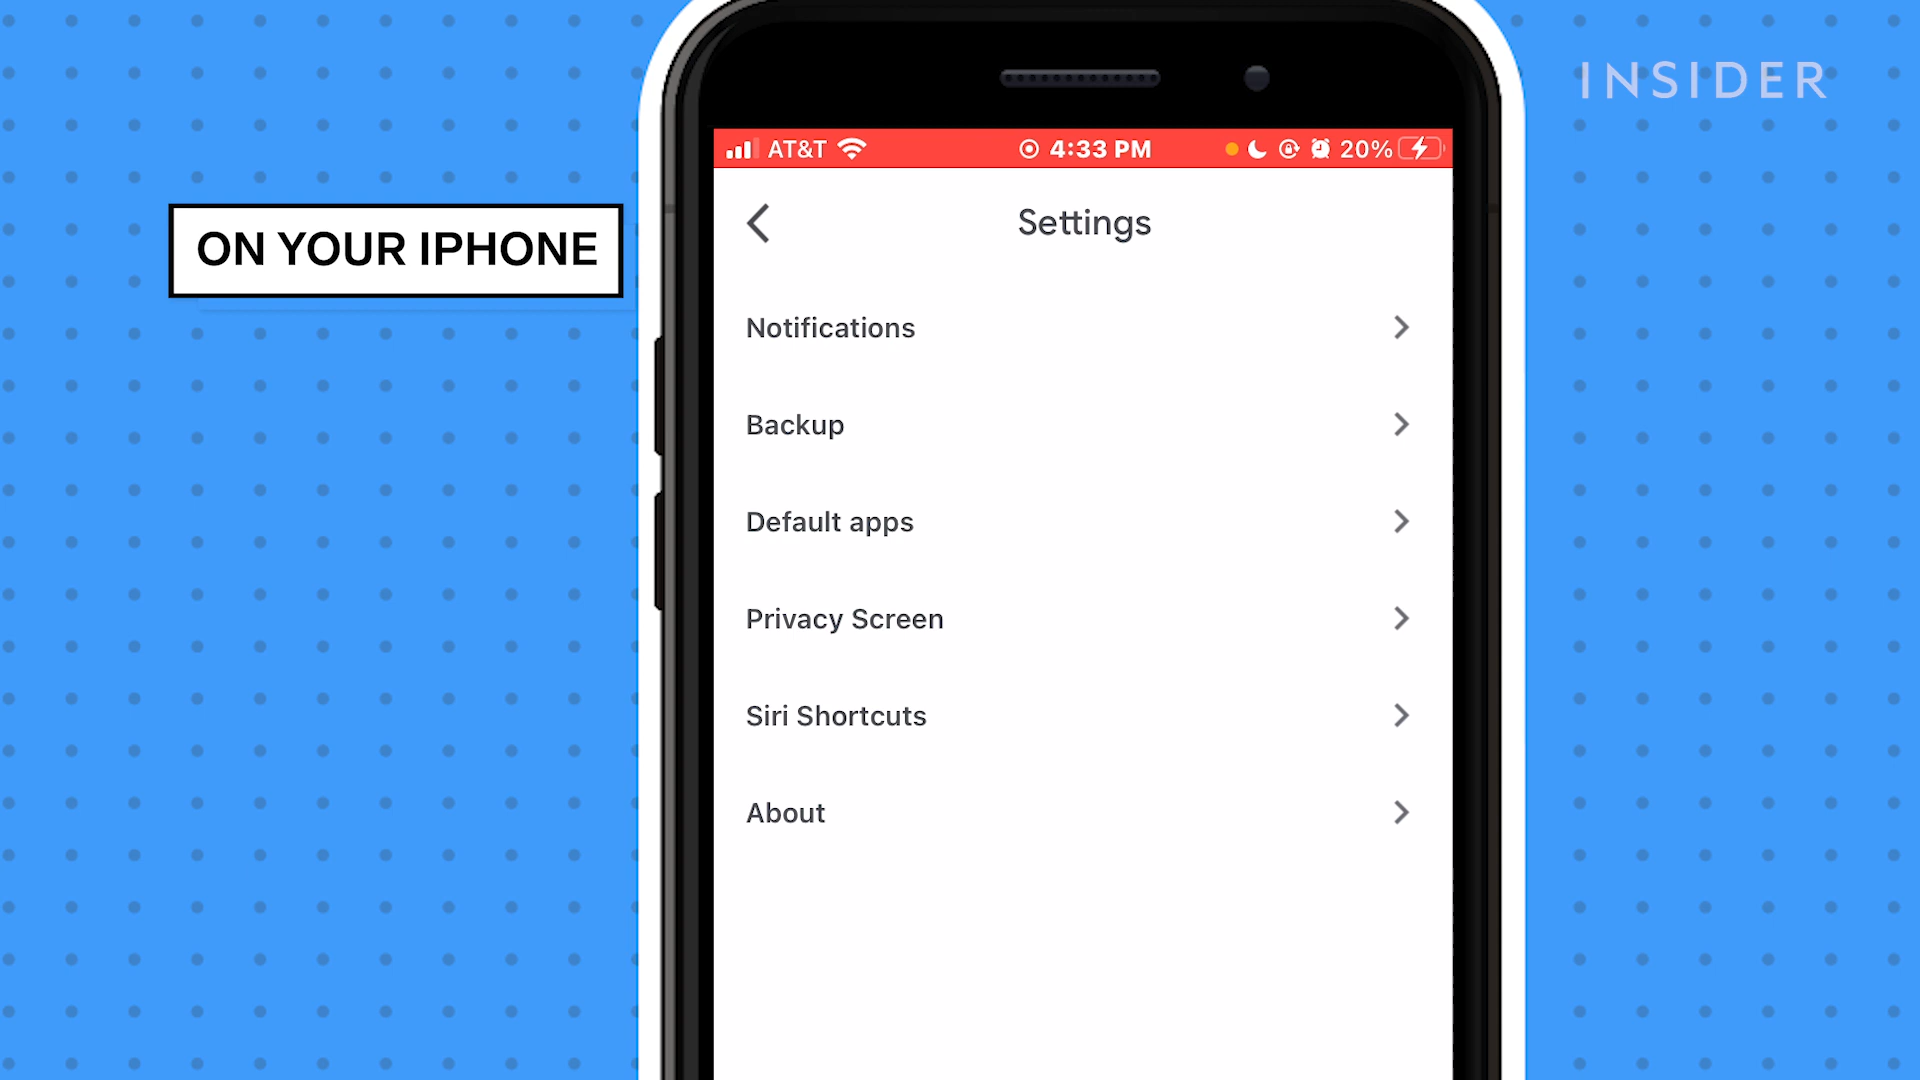 INSIDER
ON YOUR IPHONE
AT&T 4:33 PM 20%
Settings
Notifications
Backup
Default apps
Privacy Screen
Siri Shortcuts
About